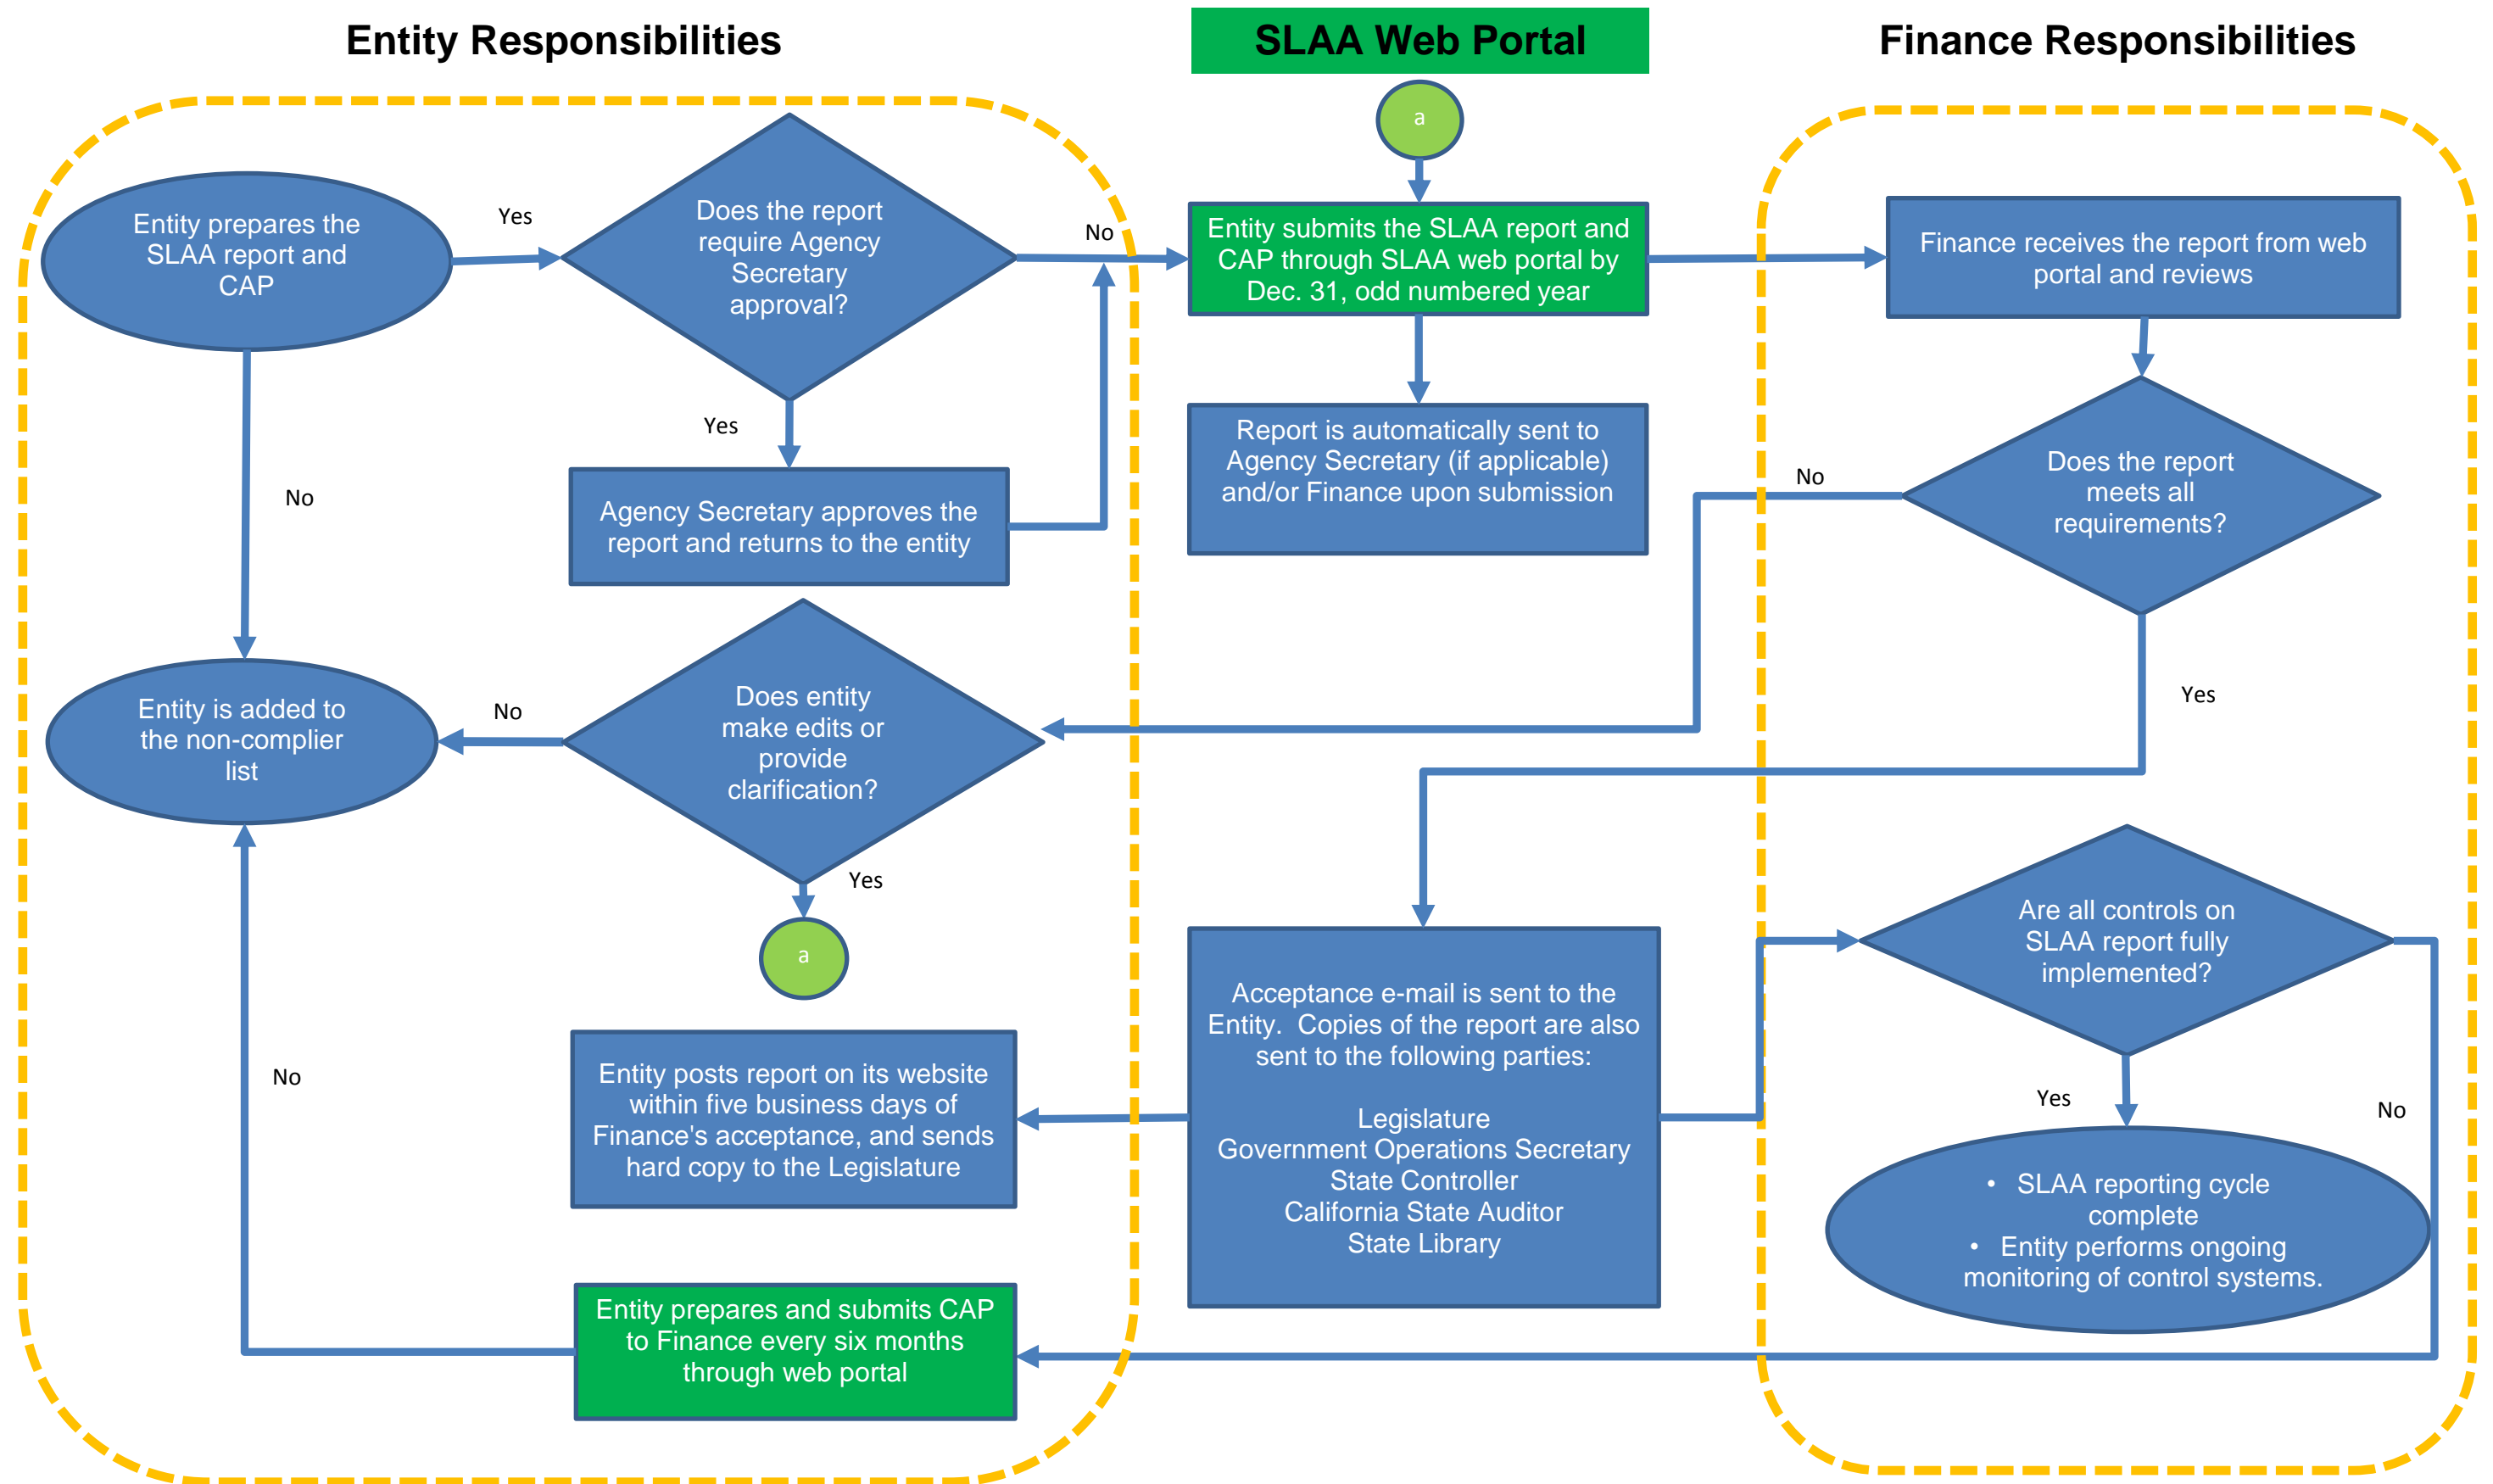 Entity Responsibilities
SLAA Web Portal
Finance Responsibilities
a
Entity prepares the
SLAA report and
CAP
Yes
Does the report
require Agency
Secretary
approval?
No
Entity submits the SLAA report and
CAP through SLAA web portal by
Dec. 31, odd numbered year
Finance receives the report from web
portal and reviews
Yes
No
Agency Secretary approves the
report and returns to the entity
Report is automatically sent to
Agency Secretary (if applicable)
and/or Finance upon submission
No
Does the report
meets all
requirements?
Yes
Entity is added to
the non-complier
list
No
Does entity
make edits or
provide
clarification?
Yes
a
Are all controls on
SLAA report fully
implemented?
Acceptance e-mail is sent to the
Entity.  Copies of the report are also
sent to the following parties:
Legislature
Government Operations Secretary
State Controller
California State Auditor
State Library
No
Entity posts report on its website
within five business days of
Finance's acceptance, and sends
hard copy to the Legislature
Yes
No
• SLAA reporting cycle
complete
• Entity performs ongoing
monitoring of control systems.
Entity prepares and submits CAP
to Finance every six months
through web portal